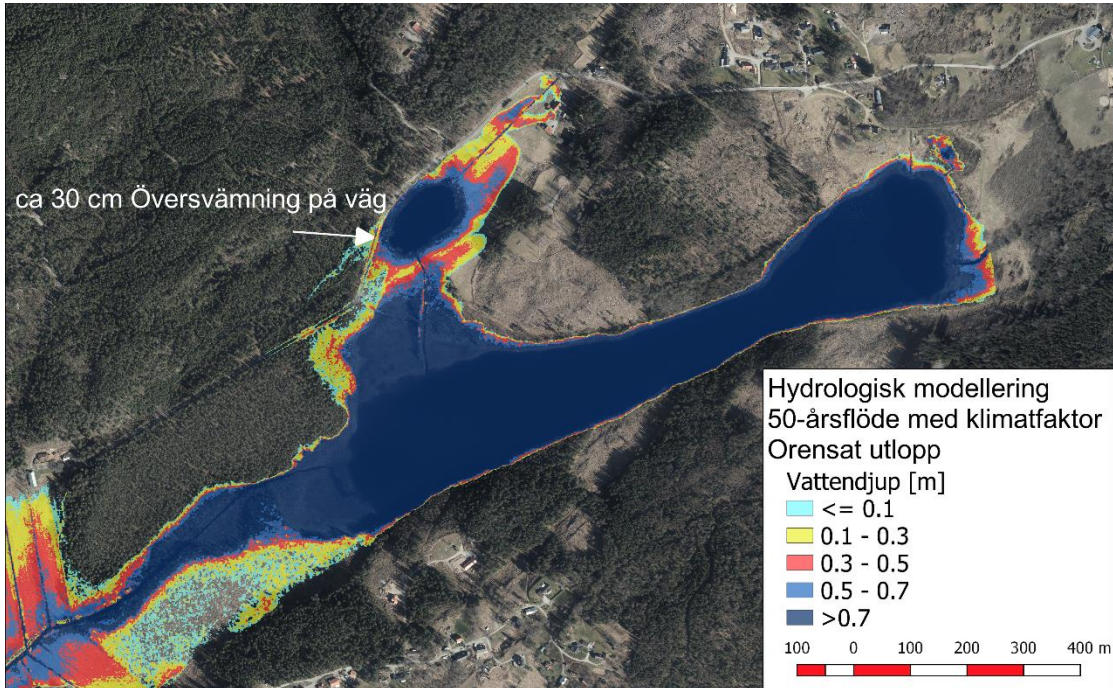 ca 30 cm Översvämning på väg
Hydrologisk modellering
50-årsflöde med klimatfaktor
Orensat utlopp
Vattendjup [m]
<= 0.1
0.1 - 0.3
0.3 - 0.5
0.5 - 0.7
>0.7
100 0 100 200 300 400 m